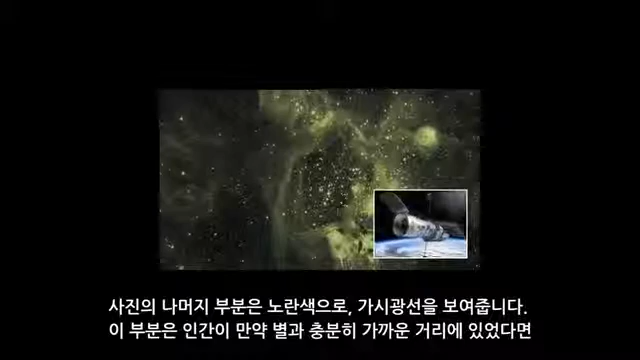 사진의 나머지 부분은 노란색으로, 가시광선을 보여줍니다.
이 부분은 인간이 만약 별과 충분히 가까운 거리에 있었다면